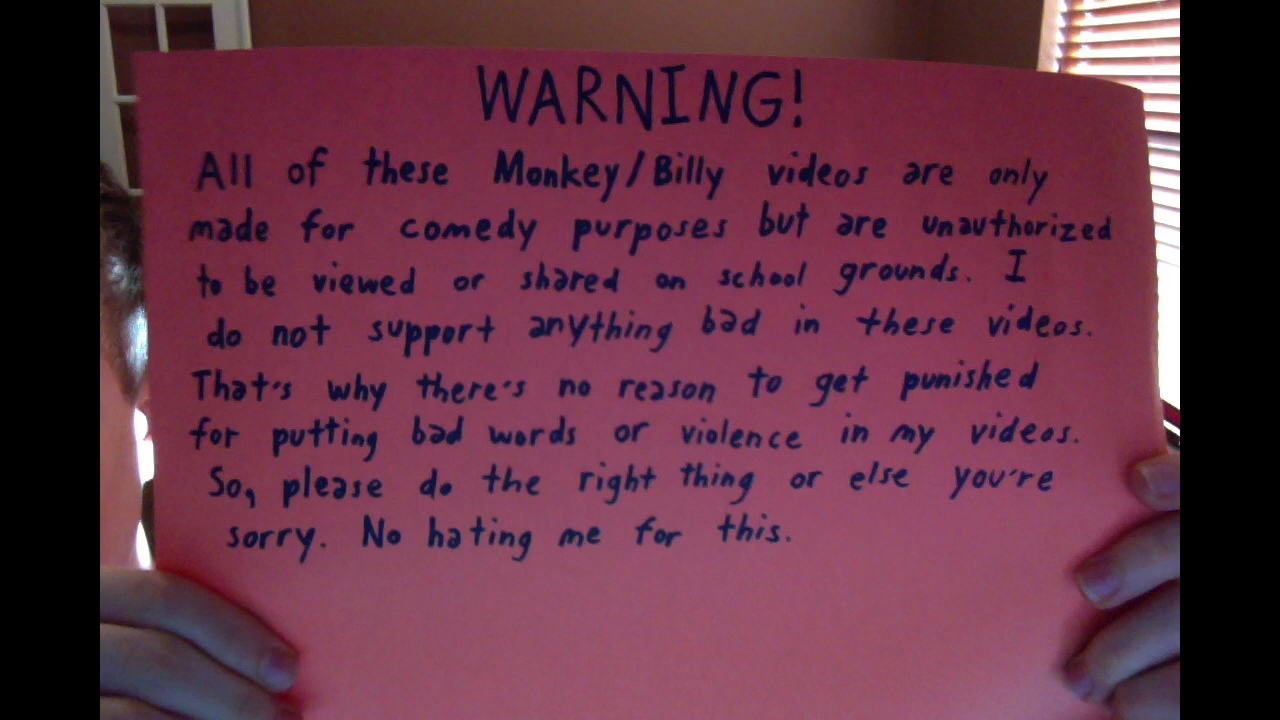 WARNING!
All of these Monkey/Billy videos are only
made for comedy purposes but are unauthorized
to be viewed or shared on school grounds. I
do not support anything bad in these videos.
That's why there's no reason to get punished
for putting bad words or violence in my videos.
So, please do the right thing or else you're
sorry. No hating me for this.